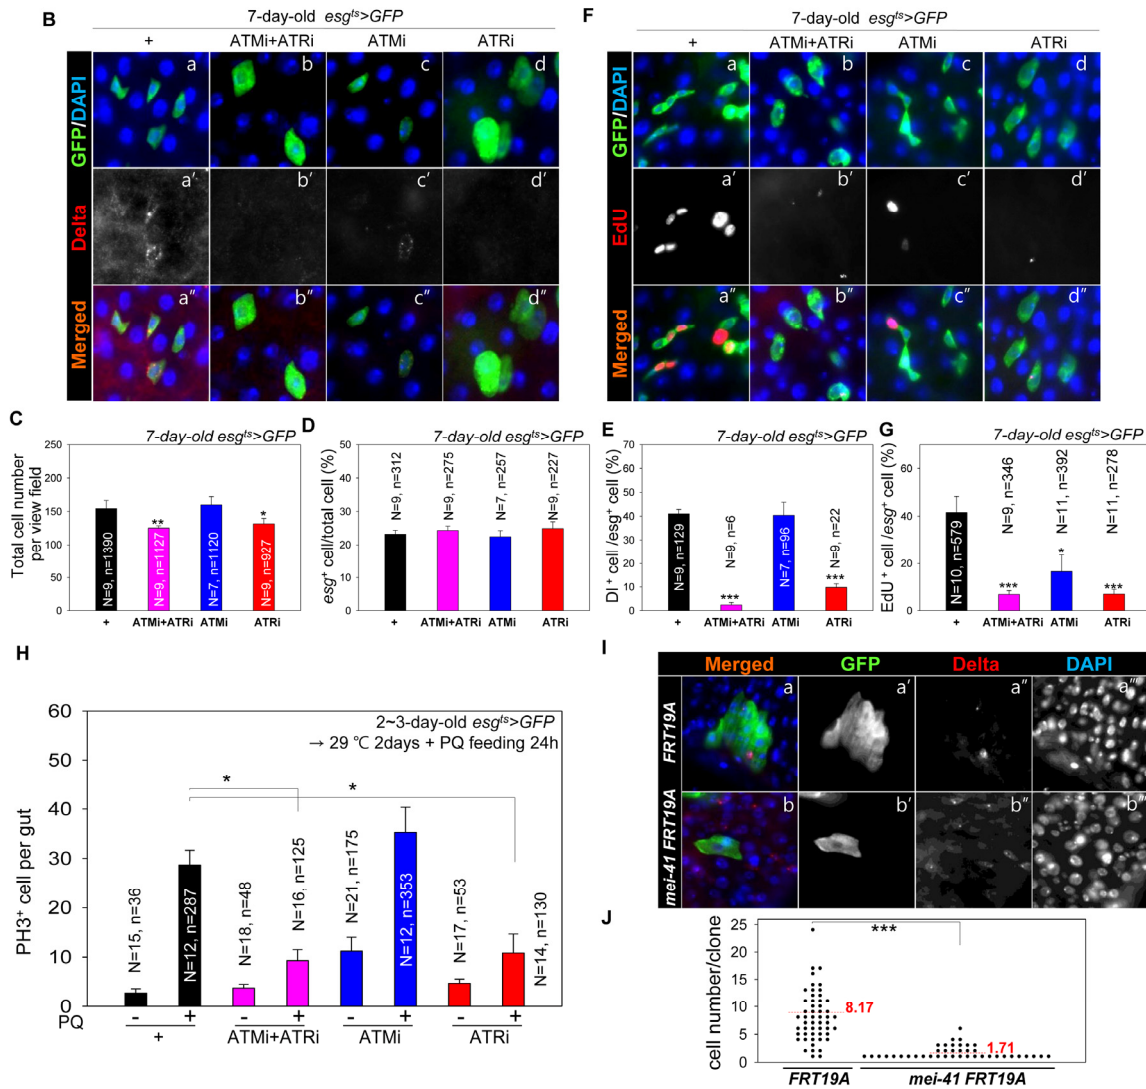 B
7-day-old esgts>GFP
+ ATMi+ATRi ATMi ATRi
GFP/DAPI
a b c d
Delta
a′ b′ c′ d′
Merged
a″ b″ c″ d″
F
7-day-old esgts>GFP
+ ATMi+ATRi ATMi ATRi
GFP/DAPI
a b c d
EdU
a′ b′ c′ d′
Merged
a″ b″ c″ d″
C
7-day-old esgts>GFP
Total cell number
per view field
250
200
150
100
50
0
N=9, n=1390
**
N=9, n=1127
N=7, n=1120
*
N=9, n=927
+ ATMi+ATRi ATMi ATRi
D
7-day-old esgts>GFP
esg+ cell/total cell (%)
50
40
30
20
10
0
N=9, n=312
N=9, n=275
N=7, n=257
N=9, n=227
+ ATMi+ATRi ATMi ATRi
E
7-day-old esgts>GFP
Dl+ cell /esg+ cell (%)
70
60
50
40
30
20
10
0
N=9, n=129
N=9, n=6
***
N=7, n=96
N=9, n=22
***
+ ATMi+ATRi ATMi ATRi
G
7-day-old esgts>GFP
EdU+ cell /esg+ cell (%)
60
40
20
0
N=10, n=579
N=9, n=346
***
N=11, n=392
*
N=11, n=278
***
+ ATMi+ATRi ATMi ATRi
H
2~3-day-old esgts>GFP
→ 29 ℃ 2days + PQ feeding 24h
PH3+ cell per gut
60
50
40
30
20
10
0
* *
N=15, n=36
N=12, n=287
N=18, n=48
N=16, n=125
N=21, n=175
N=12, n=353
N=17, n=53
N=14, n=130
PQ - + - + - + - +
+ ATMi+ATRi ATMi ATRi
I
Merged GFP Delta DAPI
FRT19A
a a′ a″ a‴
mei-41 FRT19A
b b′ b″ b‴
J
cell number/clone
25
20
15
10
5
0
***
8.17
1.71
FRT19A mei-41 FRT19A